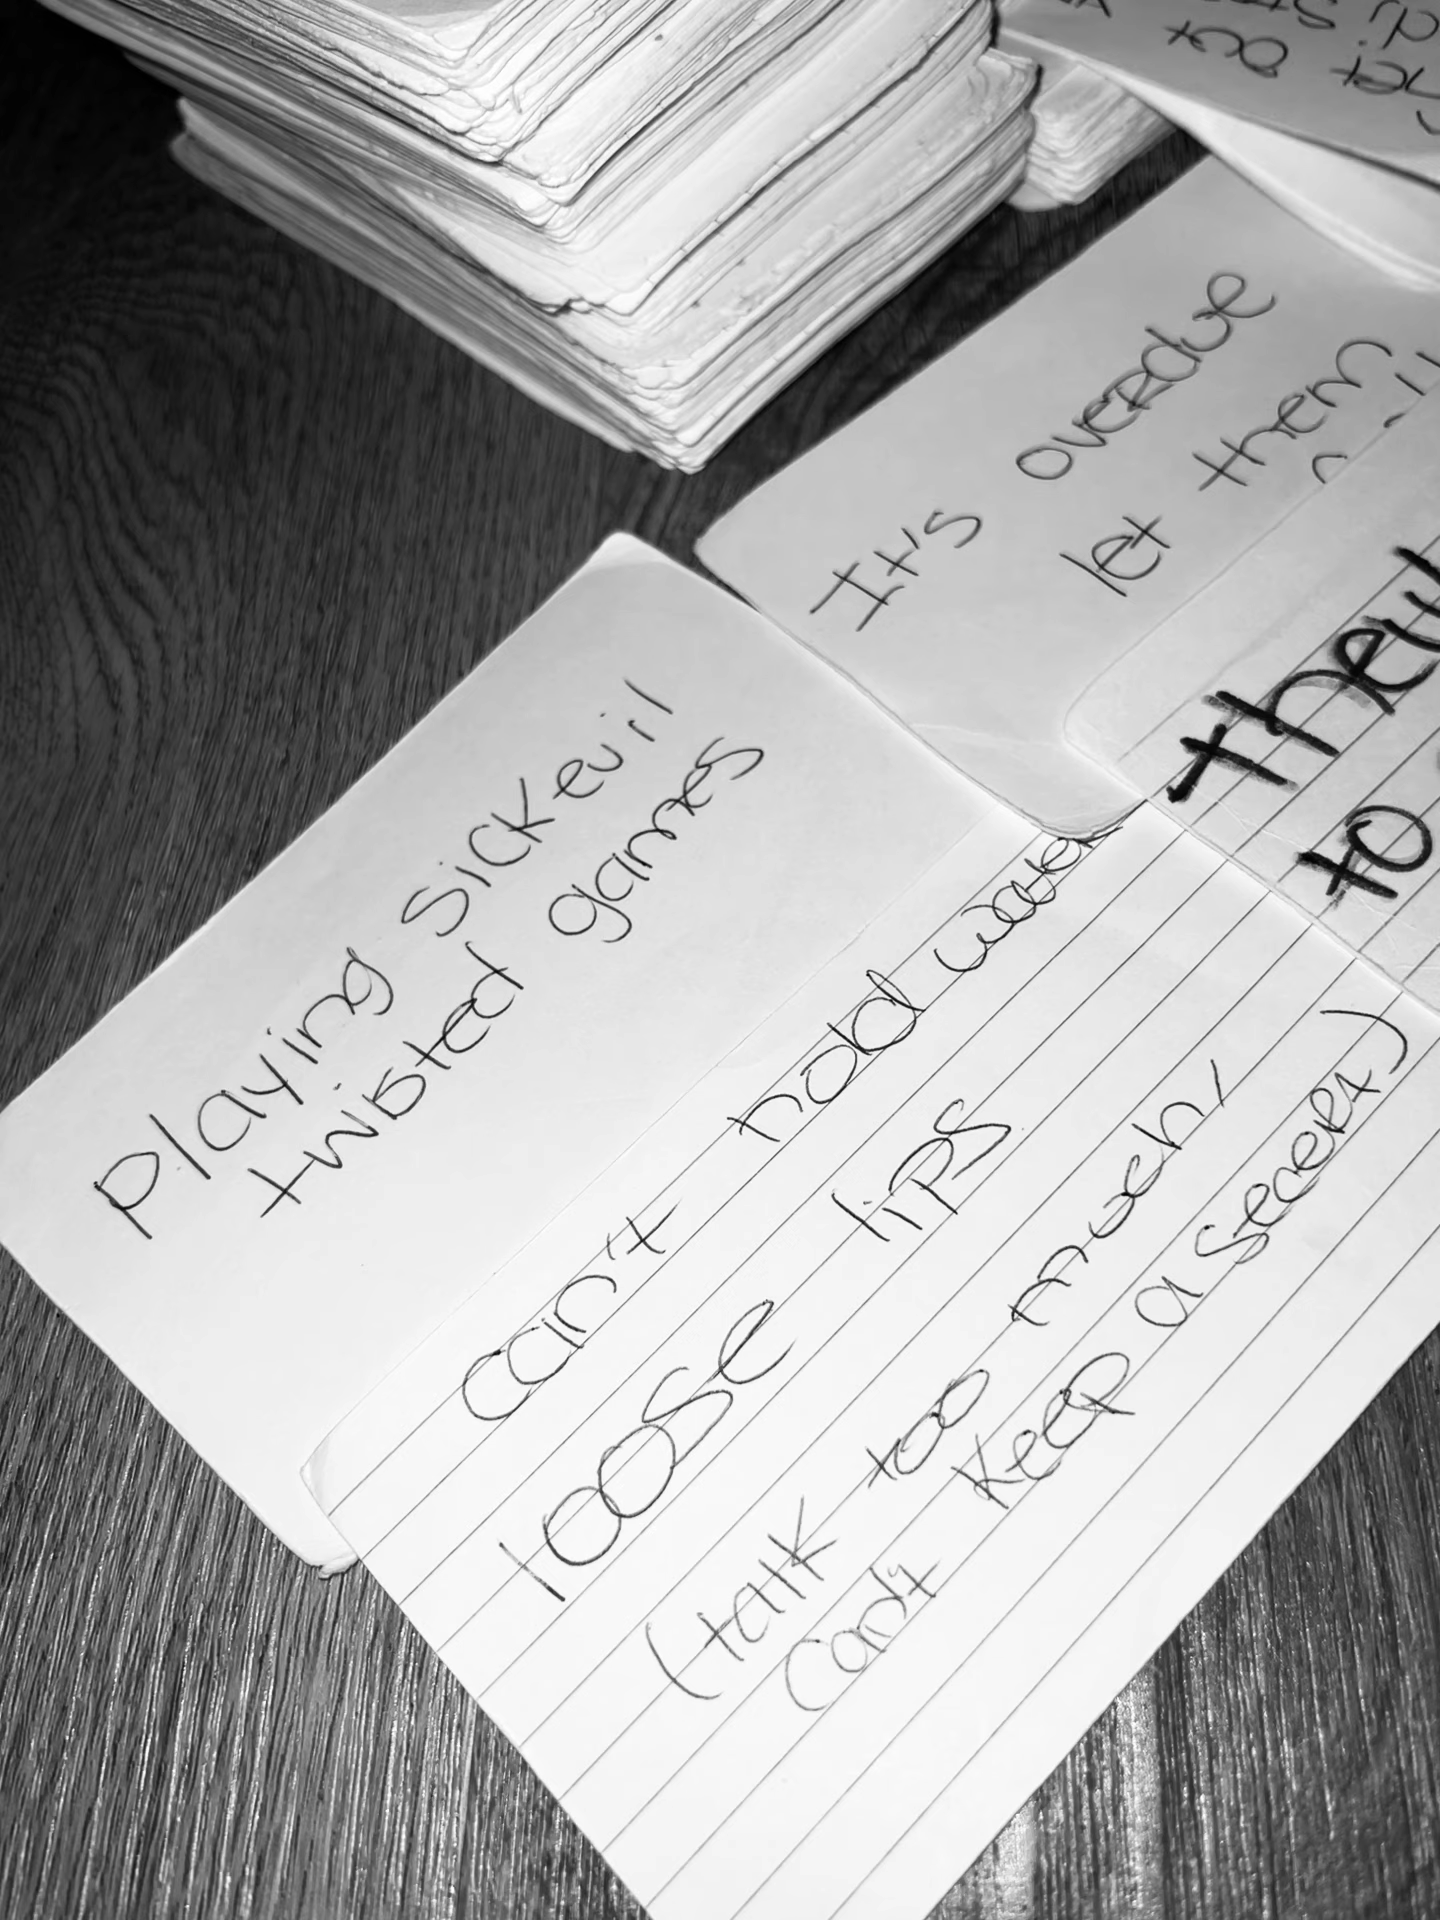 Playing sick evil
twisted games
can't hold water
loose lips
(talk too much/
Can't keep a secret)
It's overdue
let them
to